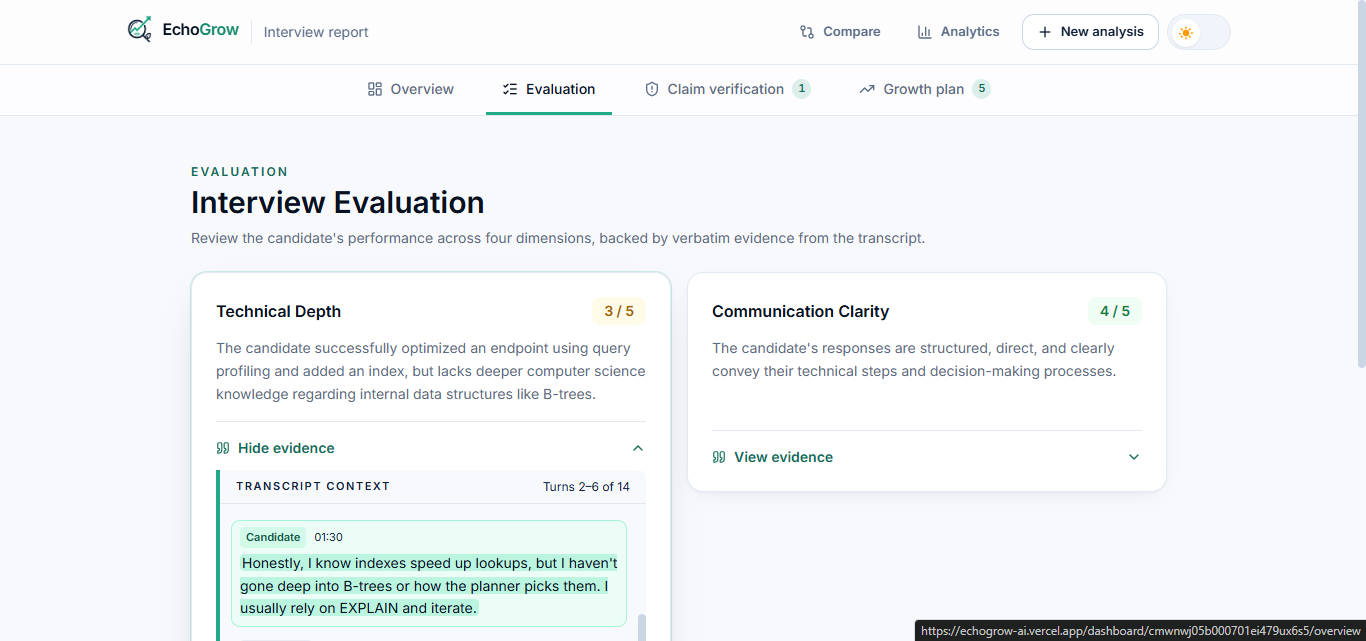 EchoGrow
Interview report
Compare
Analytics
New analysis
Overview
Evaluation
Claim verification 1
Growth plan 5
EVALUATION
Interview Evaluation
Review the candidate's performance across four dimensions, backed by verbatim evidence from the transcript.
Technical Depth
3 / 5
The candidate successfully optimized an endpoint using query
profiling and added an index, but lacks deeper computer science
knowledge regarding internal data structures like B-trees.
Hide evidence
TRANSCRIPT CONTEXT
Turns 2–6 of 14
Candidate 01:30
Honestly, I know indexes speed up lookups, but I haven't
gone deep into B-trees or how the planner picks them. I
usually rely on EXPLAIN and iterate.
Communication Clarity
4 / 5
The candidate's responses are structured, direct, and clearly
convey their technical steps and decision-making processes.
View evidence
https://echogrow-ai.vercel.app/dashboard/cmwnwj05b000701ei479ux6s5/overview